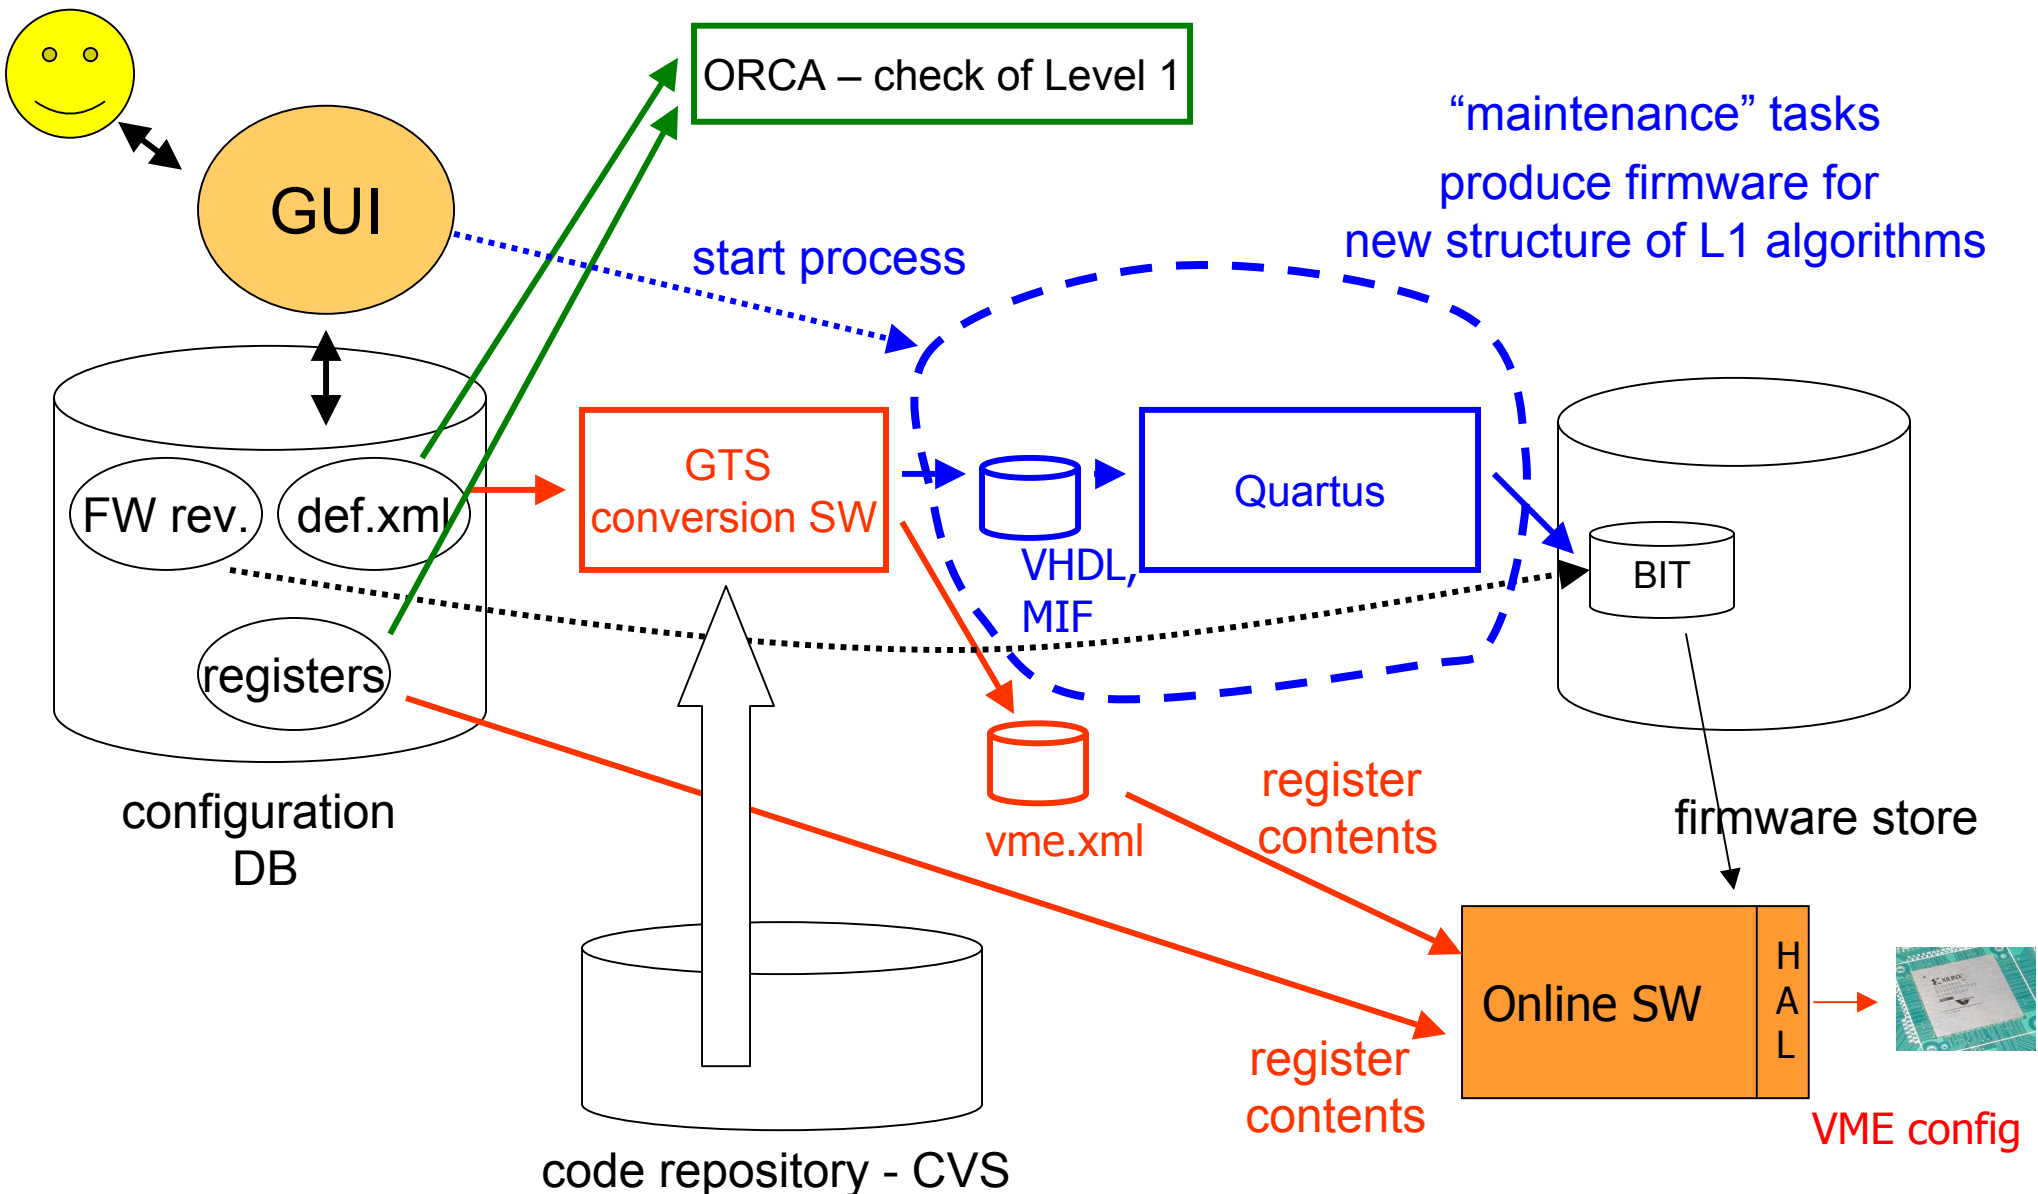 ORCA – check of Level 1
“maintenance” tasks
produce firmware for
new structure of L1 algorithms
GUI
start process
GTS
conversion SW
Quartus
FW rev.
def.xml
VHDL,
MIF
BIT
registers
configuration
DB
vme.xml
register
contents
firmware store
Online SW
H
A
L
XILINX
register
contents
VME config
code repository - CVS